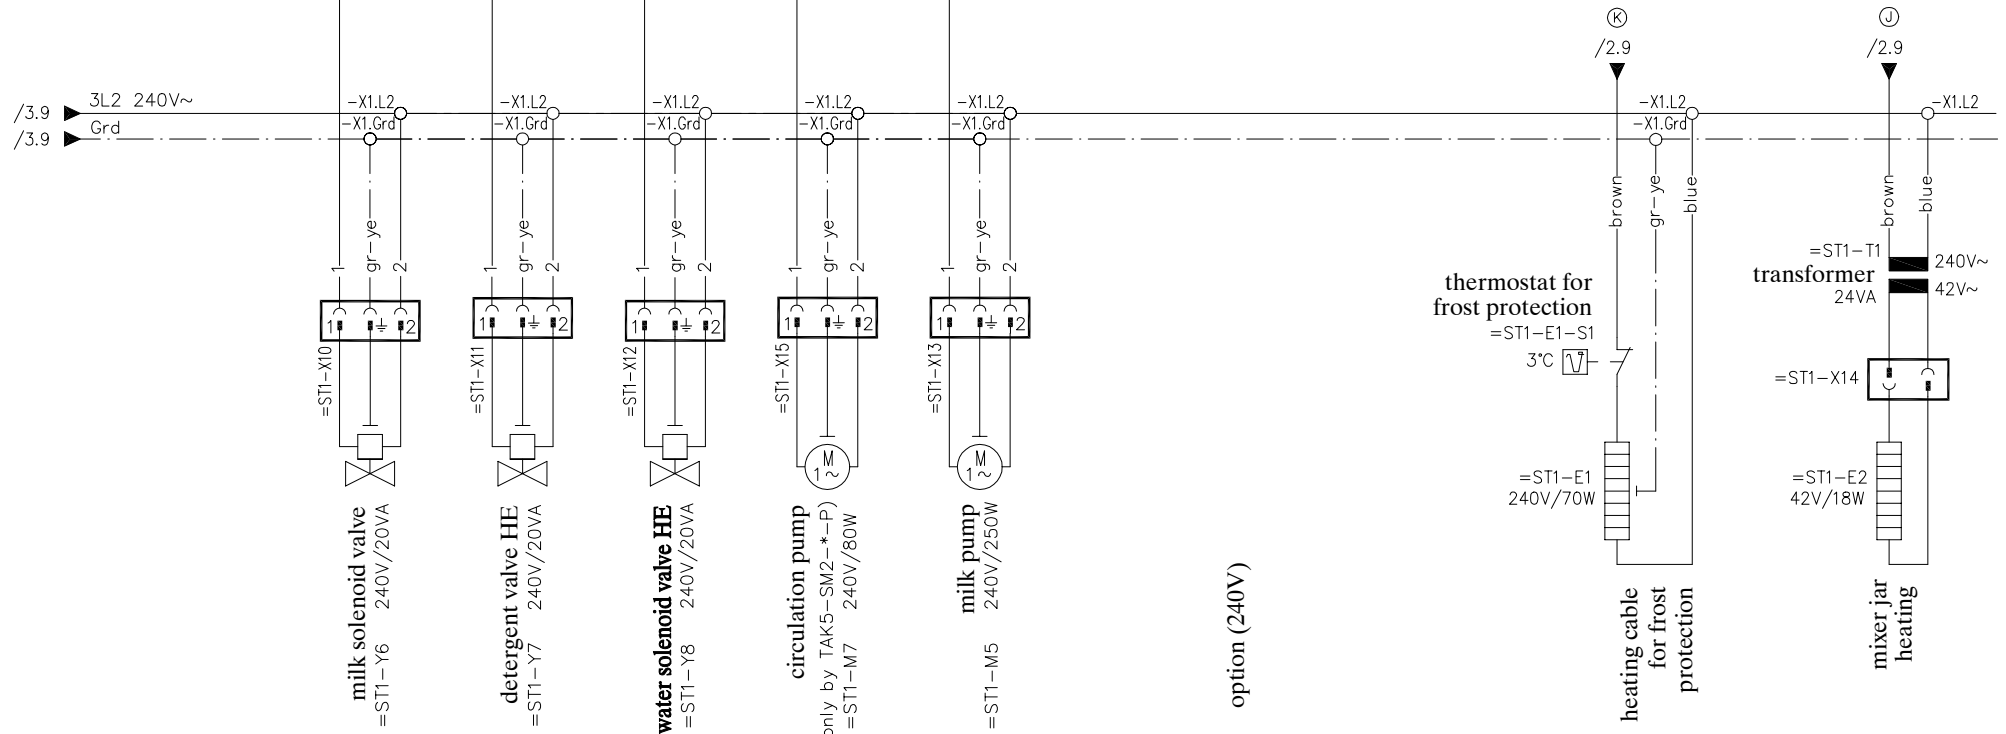 K
/2.9
J
/2.9
/3.9
3L2 240V~
/3.9
Grd
-X1.L2
-X1.Grd
-X1.L2
-X1.Grd
-X1.L2
-X1.Grd
-X1.L2
-X1.Grd
-X1.L2
-X1.Grd
-X1.L2
-X1.Grd
-X1.L2
1 gr-ye 2
1 gr-ye 2
1 gr-ye 2
1 gr-ye 2
1 gr-ye 2
brown gr-ye blue
brown blue
1 2
=ST1-X10
1 2
=ST1-X11
1 2
=ST1-X12
1 2
=ST1-X15
1 2
=ST1-X13
M
1~
M
1~
thermostat for
frost protection
=ST1-E1-S1
3°C
=ST1-T1
transformer
24VA
240V~
42V~
=ST1-X14
=ST1-E1
240V/70W
=ST1-E2
42V/18W
milk solenoid valve
=ST1-Y6 240V/20VA
detergent valve HE
=ST1-Y7 240V/20VA
water solenoid valve HE
=ST1-Y8 240V/20VA
circulation pump
only by TAK5-SM2-*-P)
=ST1-M7 240V/80W
milk pump
=ST1-M5 240V/250W
option (240V)
heating cable
for frost
protection
mixer jar
heating